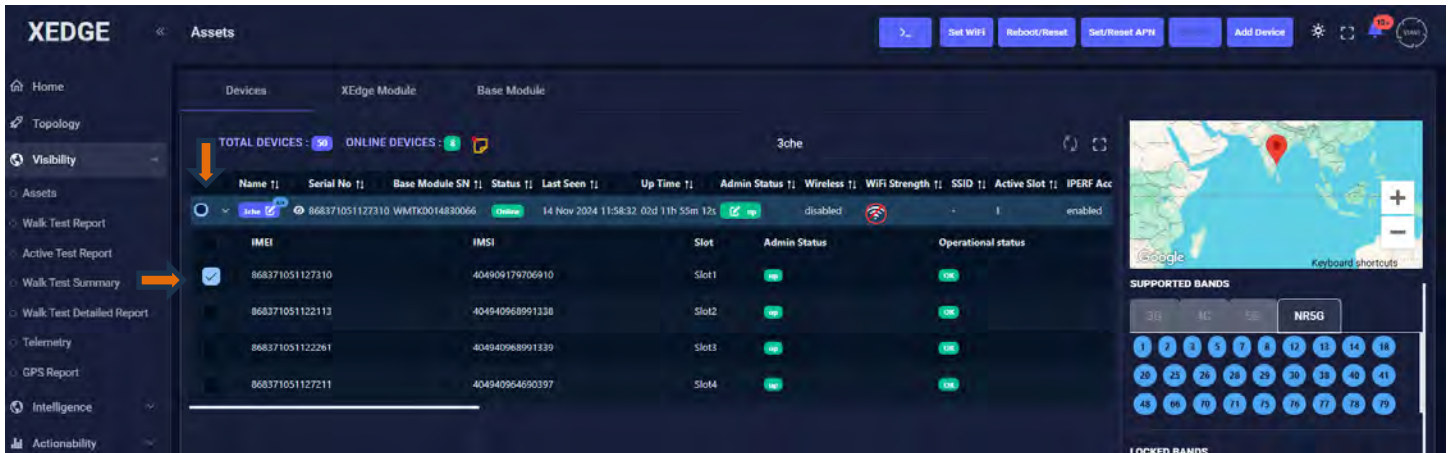 XEDGE
«
Assets
>_
Set WiFi
Reboot/Reset
Set/Reset APN
Add Device
10+
Home
Topology
Visibility
Assets
Walk Test Report
Active Test Report
Walk Test Summary
Walk Test Detailed Report
Telemetry
GPS Report
Intelligence
Actionability
Devices XEdge Module Base Module
TOTAL DEVICES : 50 ONLINE DEVICES : 8
3che
Name Serial No Base Module SN Status Last Seen Up Time Admin Status Wireless WiFi Strength SSID Active Slot IPERF Acc
3che 868371051127310 WMTK0014830066 Online 14 Nov 2024 11:58:32 02d 11h 55m 12s up disabled - 1 enabled
IMEI IMSI Slot Admin Status Operational status
868371051127310 404909179706910 Slot1 up OK
868371051122113 404940968991338 Slot2 up OK
868371051122261 404940968991339 Slot3 up OK
868371051127211 404940964690397 Slot4 up OK
+
−
Google
Keyboard shortcuts
SUPPORTED BANDS
3G 4G 5G NR5G
1 2 3 5 7 8 12 13 14 18
20 25 26 28 29 30 38 40 41
48 66 70 71 75 76 77 78 79
LOCKED BANDS